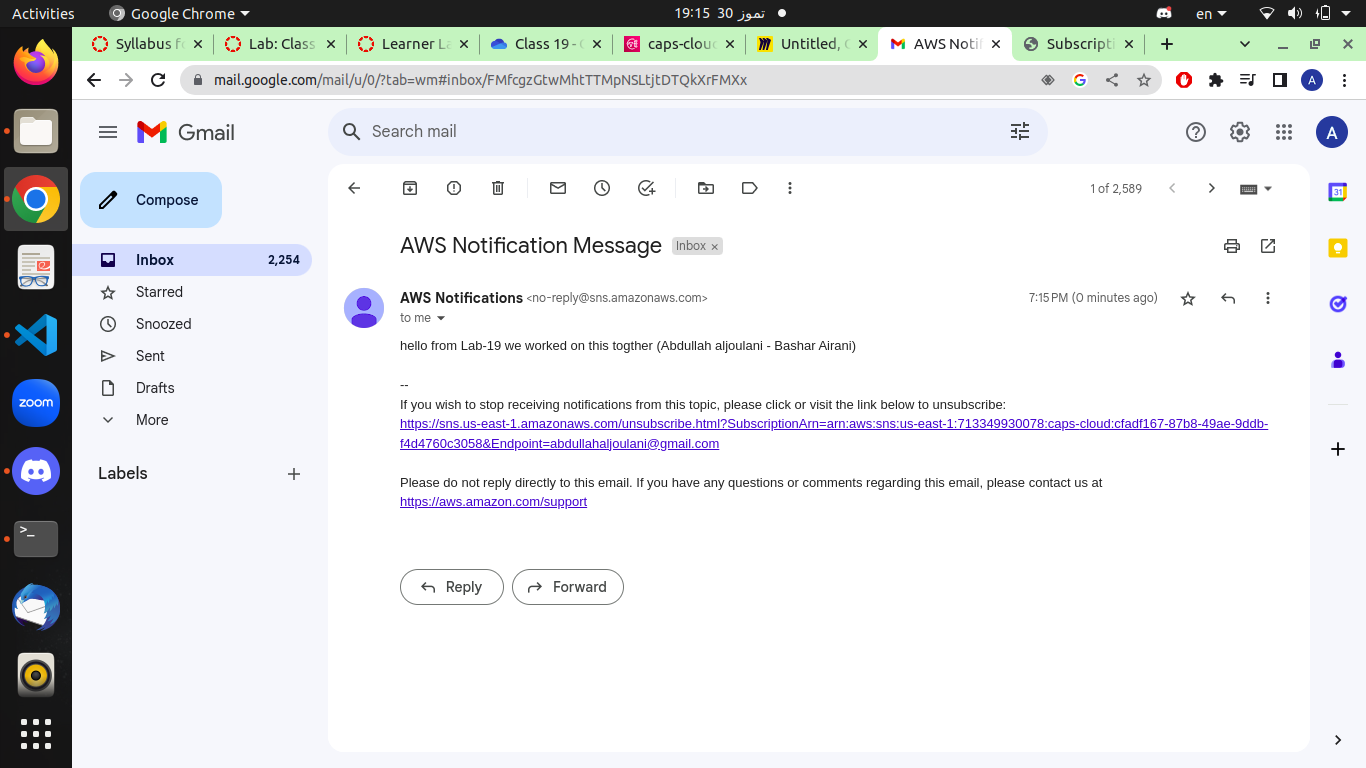 Activities
Google Chrome
19:15 30 تموز
en
Syllabus f
Lab: Class
Learner La
Class 19 - 
caps-clou
Untitled, 
AWS Notif
Subscripti
mail.google.com/mail/u/0/?tab=wm#inbox/FMfcgzGtwMhtTTMpNSLtjtDTQkXrFMXx
A
Gmail
Search mail
A
Compose
1 of 2,589
31
AWS Notification Message
Inbox ×
Inbox 2,254
Starred
Snoozed
Sent
Drafts
More
Labels
AWS Notifications <no-reply@sns.amazonaws.com>
7:15 PM (0 minutes ago)
to me
hello from Lab-19 we worked on this togther (Abdullah aljoulani - Bashar Airani)
--
If you wish to stop receiving notifications from this topic, please click or visit the link below to unsubscribe:
https://sns.us-east-1.amazonaws.com/unsubscribe.html?SubscriptionArn=arn:aws:sns:us-east-1:713349930078:caps-cloud:cfadf167-87b8-49ae-9ddb-
f4d4760c3058&Endpoint=abdullahaljoulani@gmail.com
Please do not reply directly to this email. If you have any questions or comments regarding this email, please contact us at
https://aws.amazon.com/support
Reply
Forward
zoom
>_